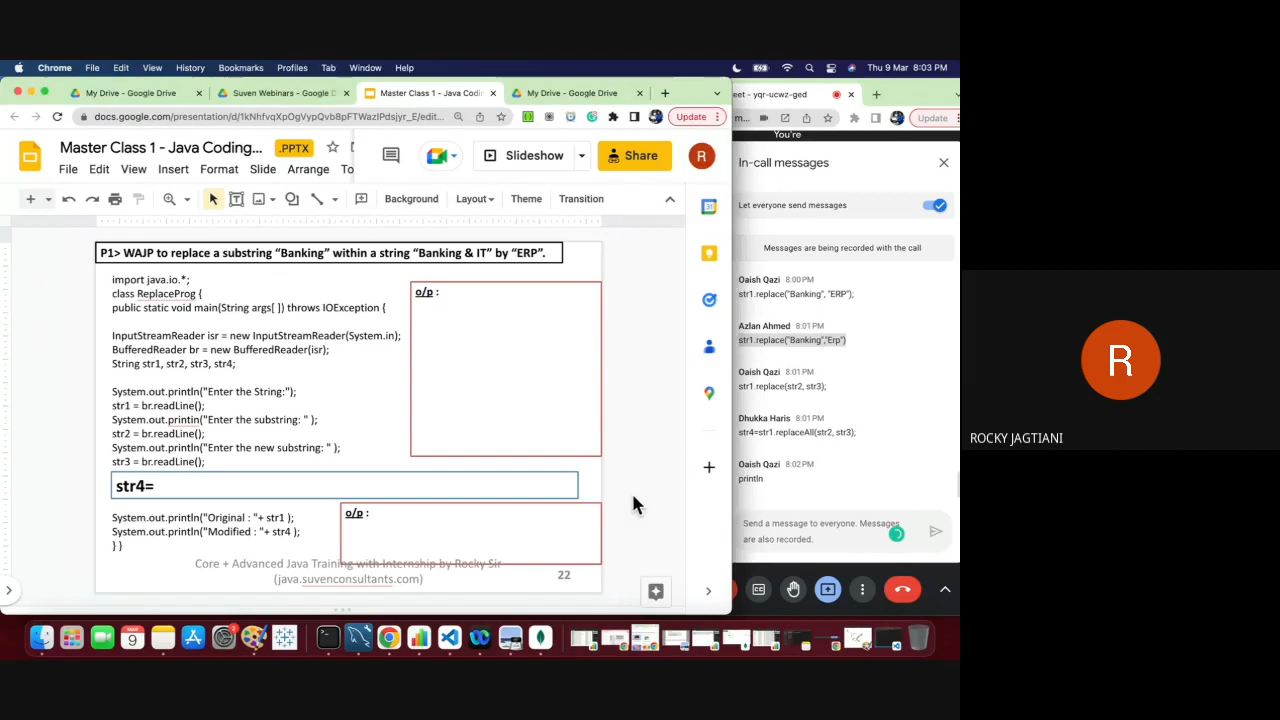 Chrome File Edit View History Bookmarks Profiles Tab Window Help Thu 9 Mar 8:03 PM
My Drive - Google Drive Suven Webinars - Google D Master Class 1 - Java Codin My Drive - Google Drive
eet - yqr-ucwz-ged
docs.google.com/presentation/d/1kNhfvqXpOgVypQvb8pFTWazIPdsjyr_E/edit... Update
m... Update
You're
Master Class 1 - Java Coding... .PPTX
File Edit View Insert Format Slide Arrange To
Slideshow Share R
In-call messages
Background Layout Theme Transition
Let everyone send messages
Messages are being recorded with the call
P1> WAJP to replace a substring “Banking” within a string “Banking & IT” by “ERP”.
import java.io.*;
class ReplaceProg {
public static void main(String args[ ]) throws IOException {
InputStreamReader isr = new InputStreamReader(System.in);
BufferedReader br = new BufferedReader(isr);
String str1, str2, str3, str4;
System.out.println("Enter the String:");
str1 = br.readLine();
System.out.printin("Enter the substring: " );
str2 = br.readLine();
System.out.println("Enter the new substring: " );
str3 = br.readLine();
o/p :
str4=
System.out.println("Original : "+ str1 );
System.out.println("Modified : "+ str4 );
} }
o/p :
Core + Advanced Java Training with Internship by Rocky Sir
(java.suvenconsultants.com)
22
Oaish Qazi 8:00 PM
str1.replace("Banking", "ERP");
Azlan Ahmed 8:01 PM
str1.replace("Banking","Erp")
Oaish Qazi 8:01 PM
str1.replace(str2, str3);
Dhukka Haris 8:01 PM
str4=str1.replaceAll(str2, str3);
Oaish Qazi 8:02 PM
println
Send a message to everyone. Messages
are also recorded.
R
ROCKY JAGTIANI